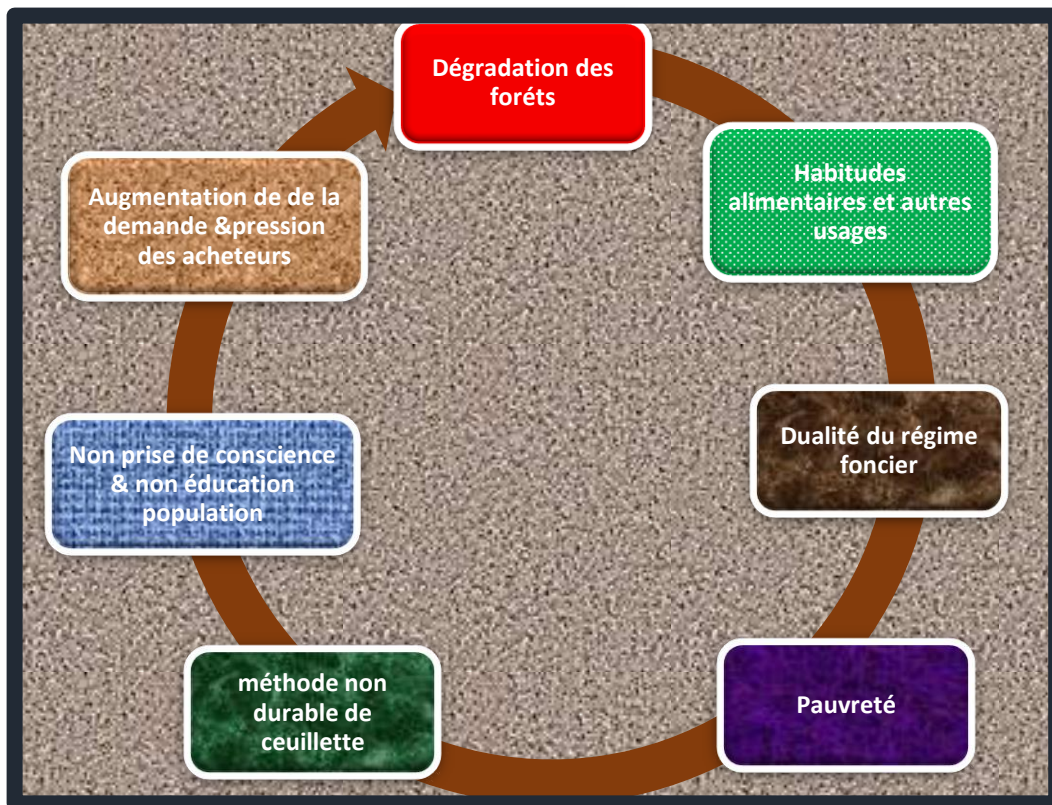 Dégradation des
foréts
Habitudes
alimentaires et autres
usages
Dualité du régime
foncier
Pauvreté
méthode non
durable de
ceuillette
Non prise de conscience
& non éducation
population
Augmentation de de la
demande &pression
des acheteurs